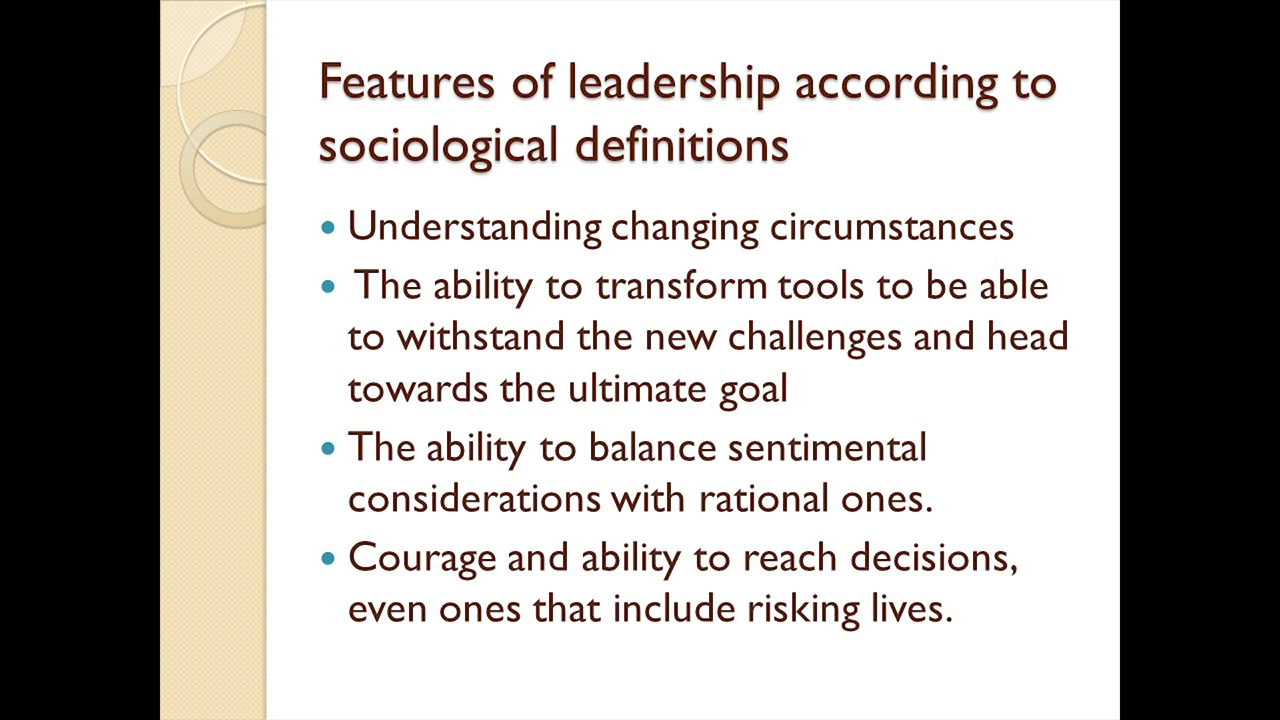 Features of leadership according to
sociological definitions
• Understanding changing circumstances
• The ability to transform tools to be able
to withstand the new challenges and head
towards the ultimate goal
• The ability to balance sentimental
considerations with rational ones.
• Courage and ability to reach decisions,
even ones that include risking lives.